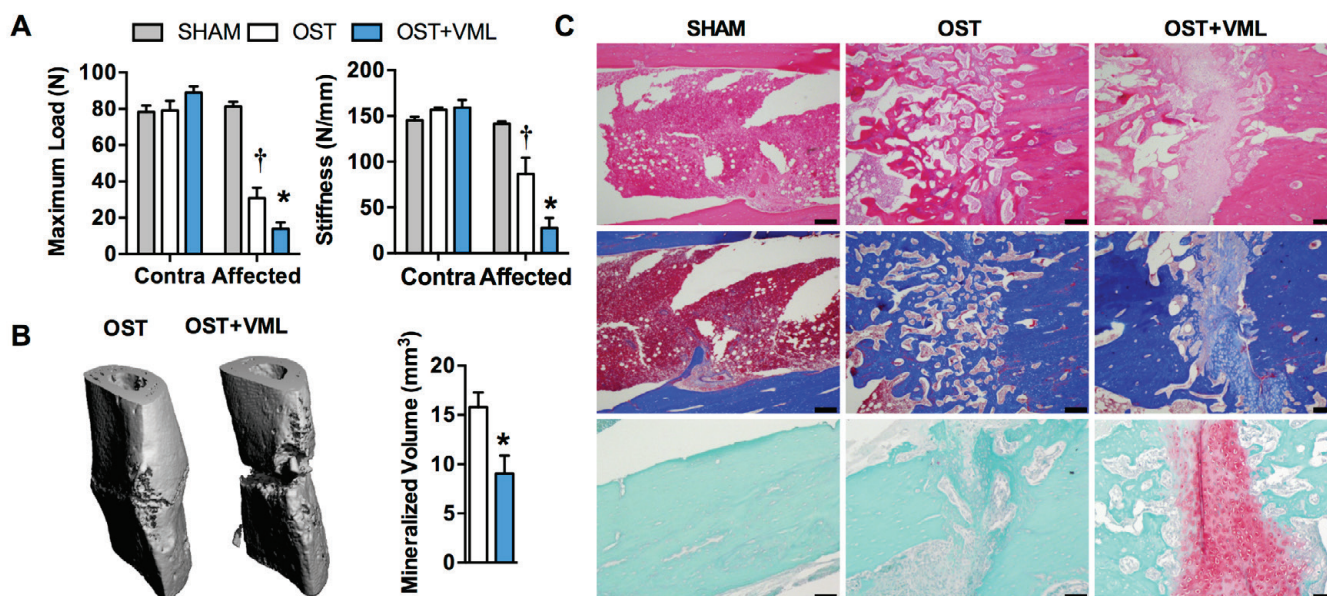 A
SHAM OST OST+VML
Maximum Load (N)
100
80
60
40
20
0
†
*
Contra Affected
Stiffness (N/mm)
200
150
100
50
0
†
*
Contra Affected
B
OST OST+VML
Mineralized Volume (mm³)
20
15
10
5
0
*
C
SHAM OST OST+VML